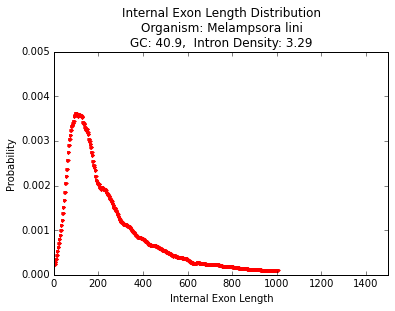 Internal Exon Length Distribution
Organism: Melampsora lini
GC: 40.9,  Intron Density: 3.29
0.005
0.004
0.003
0.002
0.001
0.000
Probability
0 200 400 600 800 1000 1200 1400
Internal Exon Length